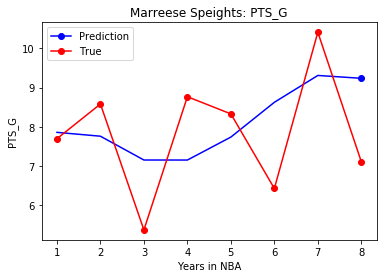 Marreese Speights: PTS_G
Prediction
True
PTS_G
10
9
8
7
6
1 2 3 4 5 6 7 8
Years in NBA